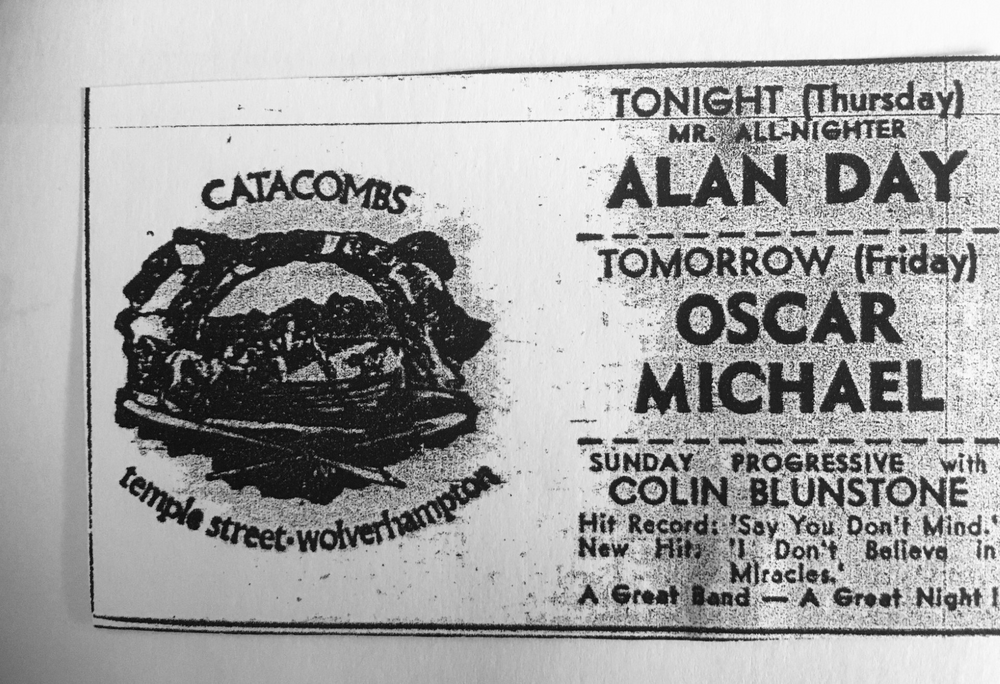 CATACOMBS
temple street·wolverhampton
TONIGHT (Thursday)
MR. ALL-NIGHTER
ALAN DAY
TOMORROW (Friday)
OSCAR
MICHAEL
SUNDAY PROGRESSIVE with
COLIN BLUNSTONE
Hit Record: 'Say You Don't Mind.'
New Hit: 'I Don't Believe in
Miracles.'
A Great Band — A Great Night !